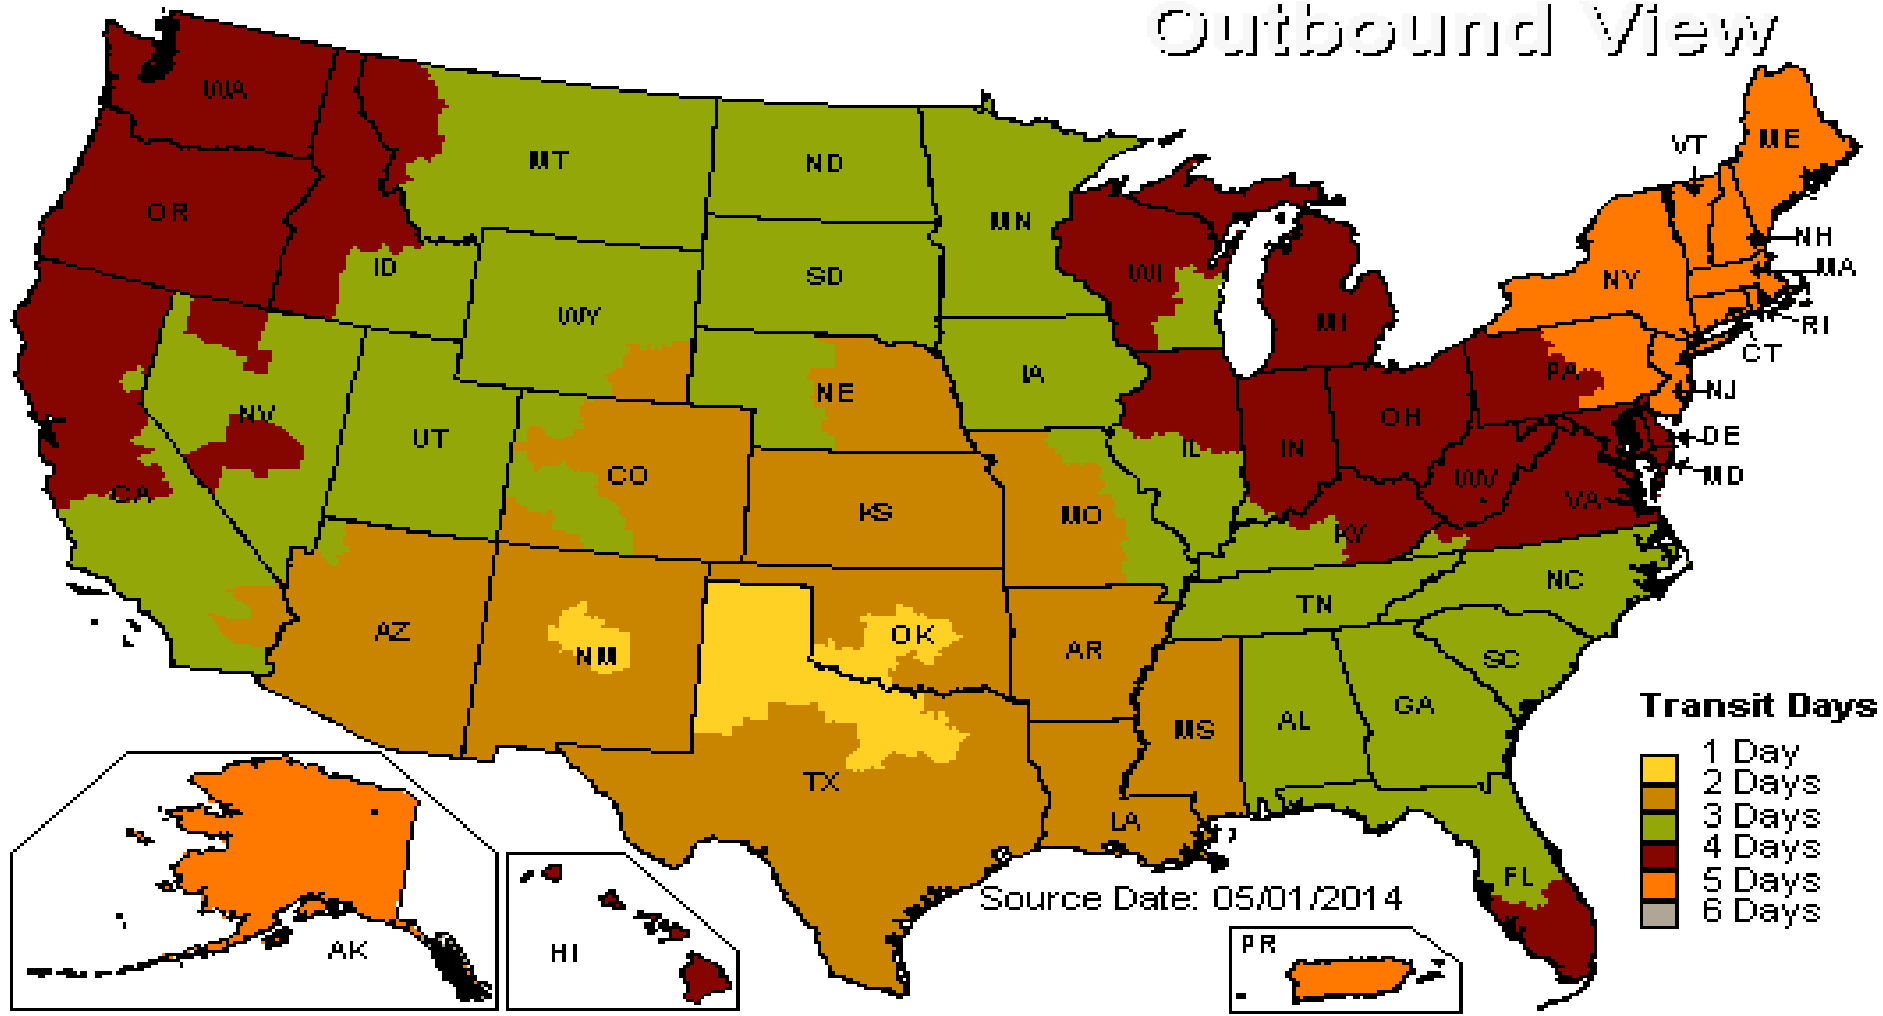 Outbound View
WA
MT
ND
MN
VT
ME
OR
ID
SD
WI
NH
MA
NY
WY
MI
RI
CT
IA
NE
PA
NJ
NV
UT
CO
OH
IL
IN
DE
MD
CA
KS
MO
WV
VA
KY
NC
AZ
NM
OK
AR
TN
SC
TX
MS
AL
GA
LA
FL
Transit Days
1 Day
2 Days
3 Days
4 Days
5 Days
6 Days
Source Date: 05/01/2014
AK
HI
PR